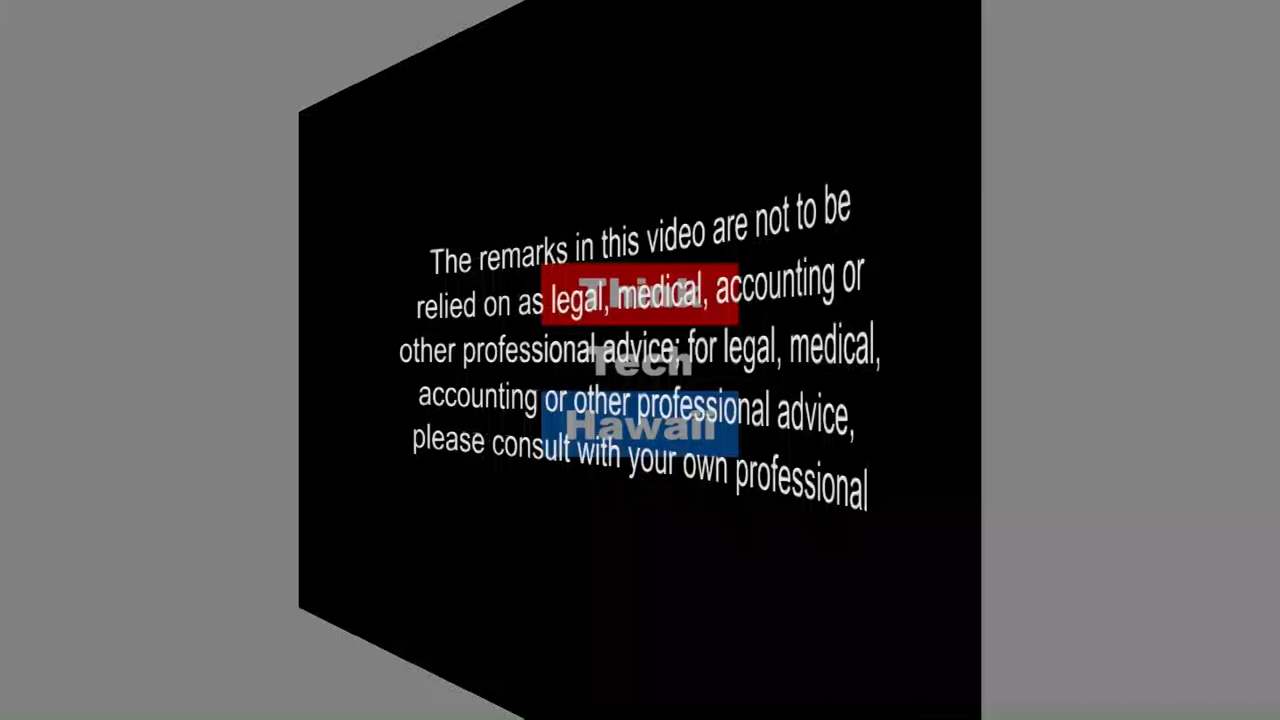 The remarks in this video are not to be
relied on as legal, medical, accounting or
other professional advice; for legal, medical,
accounting or other professional advice,
please consult with your own professional
Think
Tech
Hawaii